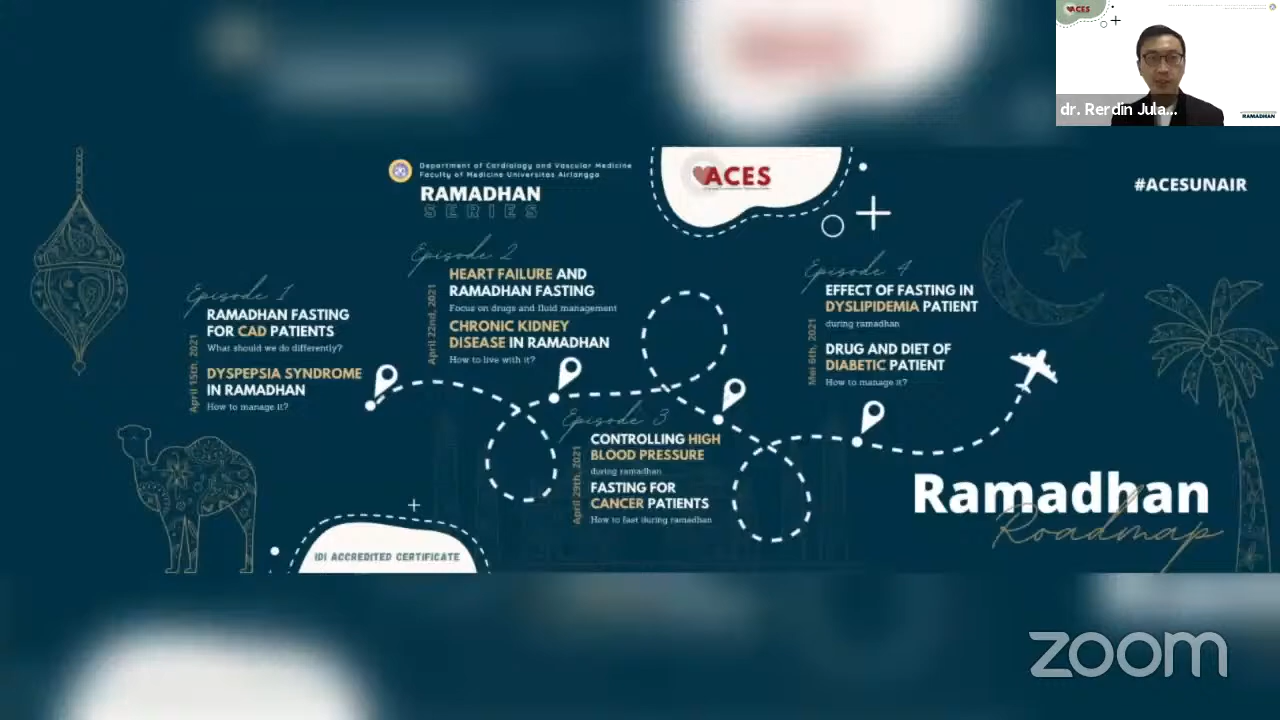 ACES
dr. Rerdin Jula...
RAMADHAN
Department of Cardiology and Vascular Medicine
Faculty of Medicine Universitas Airlangga
RAMADHAN
SERIES
ACES
#ACESUNAIR
Episode 1
April 15th, 2021
RAMADHAN FASTING
FOR CAD PATIENTS
What should we do differently?
DYSPEPSIA SYNDROME
IN RAMADHAN
How to manage it?
Episode 2
April 22nd, 2021
HEART FAILURE AND
RAMADHAN FASTING
Focus on drugs and fluid management
CHRONIC KIDNEY
DISEASE IN RAMADHAN
How to live with it?
Episode 3
April 29th, 2021
CONTROLLING HIGH
BLOOD PRESSURE
during ramadhan
FASTING FOR
CANCER PATIENTS
How to fast during ramadhan
Episode 4
Mei 6th, 2021
EFFECT OF FASTING IN
DYSLIPIDEMIA PATIENT
during ramadhan
DRUG AND DIET OF
DIABETIC PATIENT
How to manage it?
Ramadhan
Roadmap
IDI ACCREDITED CERTIFICATE
zoom